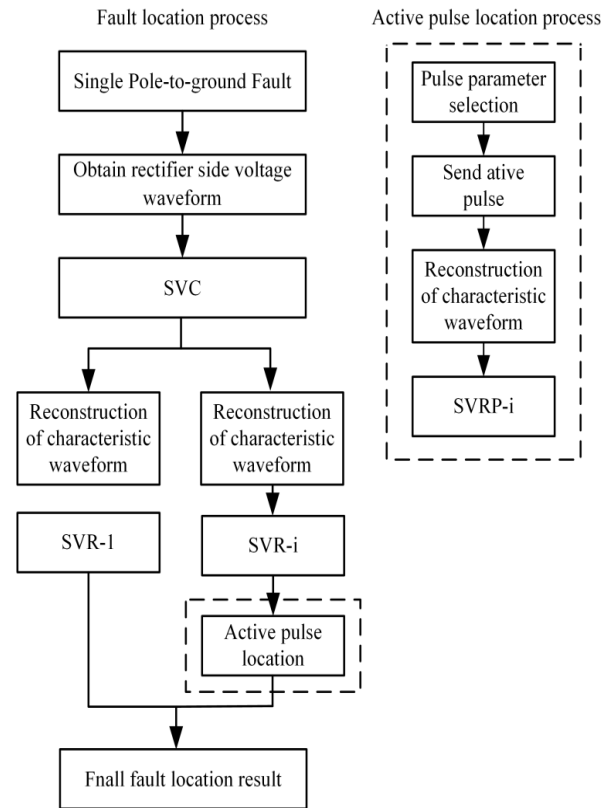 Fault location process
Single Pole-to-ground Fault
Obtain rectifier side voltage
waveform
SVC
Reconstruction
of characteristic
waveform
Reconstruction
of characteristic
waveform
SVR-1
SVR-i
Active pulse
location
Fnall fault location result
Active pulse location process
Pulse parameter
selection
Send ative
pulse
Reconstruction
of characteristic
waveform
SVRP-i